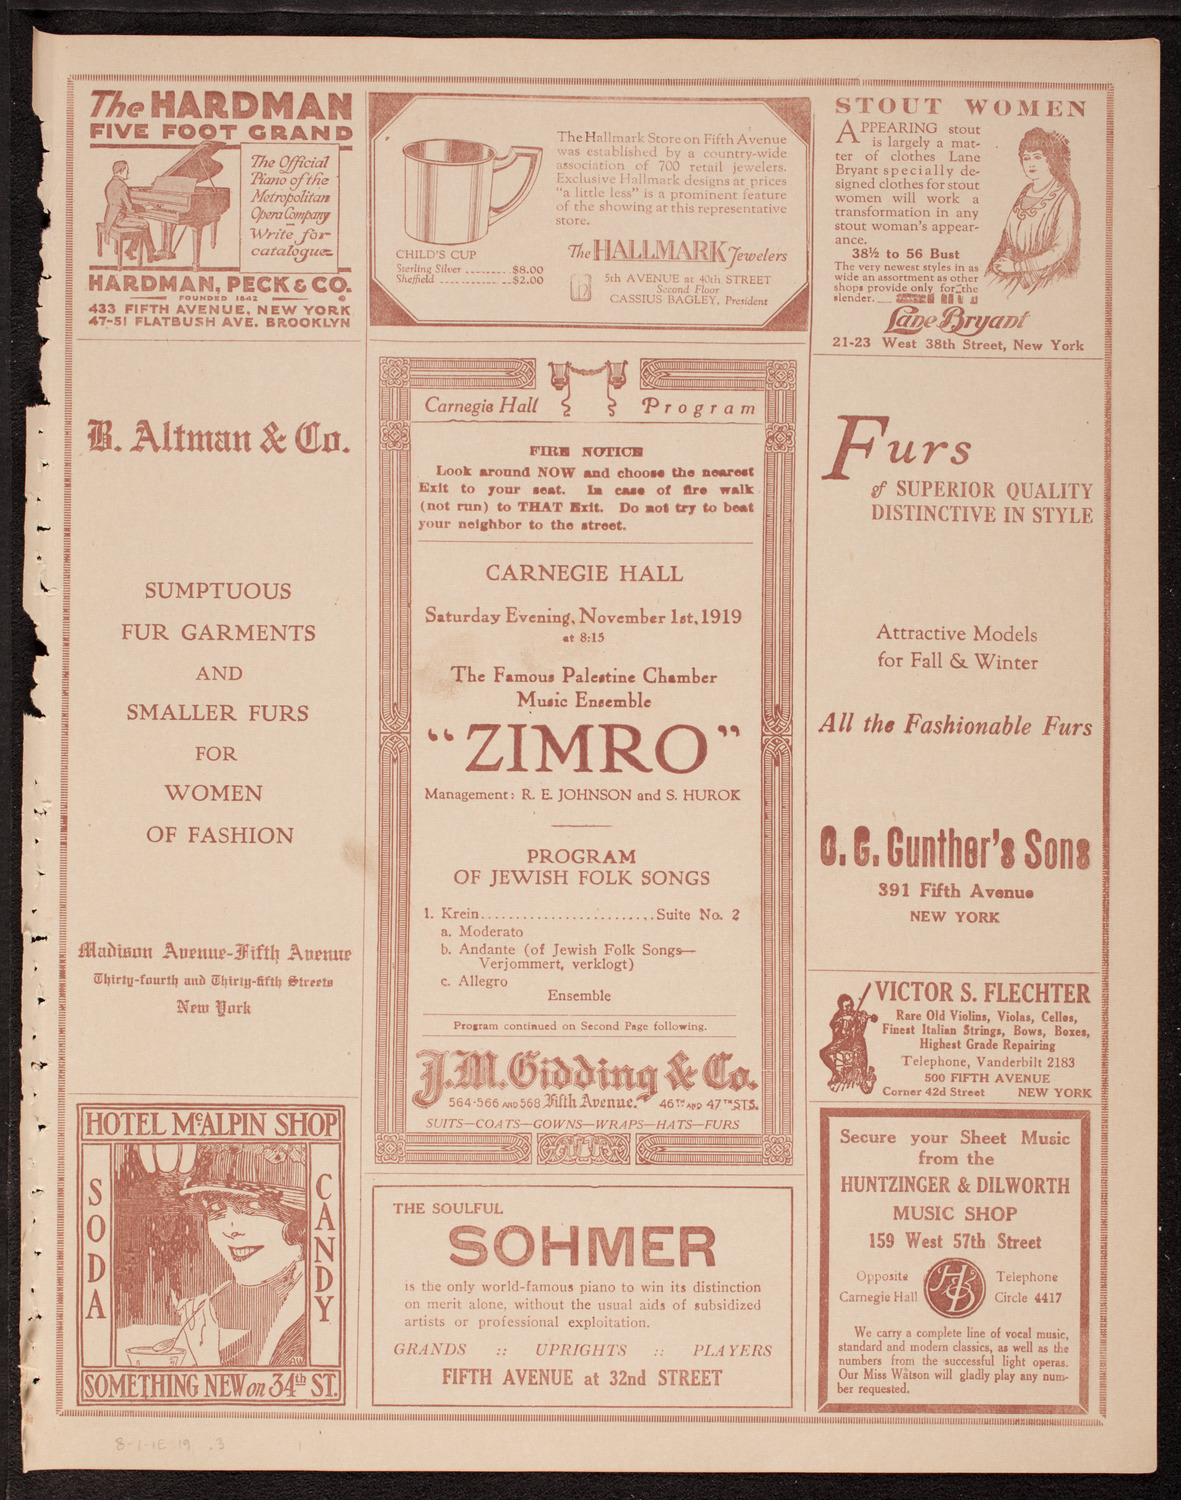 The HARDMAN
FIVE FOOT GRAND
The Official
Piano of the
Metropolitan
Opera Company
Write for
catalogue
HARDMAN, PECK & CO.
FOUNDED 1842
433 FIFTH AVENUE, NEW YORK
47-51 FLATBUSH AVE. BROOKLYN
The Hallmark Store on Fifth Avenue
was established by a country-wide
association of 700 retail jewelers.
Exclusive Hallmark designs at prices
"a little less" is a prominent feature
of the showing at this representative
store.
CHILD'S CUP
Sterling Silver ......... $8.00
Sheffield ............... $2.00
The HALLMARK Jewelers
5th AVENUE at 40th STREET
Second Floor
CASSIUS BAGLEY, President
STOUT WOMEN
APPEARING stout
is largely a mat-
ter of clothes Lane
Bryant specially de-
signed clothes for stout
women will work a
transformation in any
stout woman's appear-
ance.
38½ to 56 Bust
The very newest styles in as
wide an assortment as other
shops provide only for the
slender.
Lane Bryant
21-23 West 38th Street, New York
B. Altman & Co.
SUMPTUOUS
FUR GARMENTS
AND
SMALLER FURS
FOR
WOMEN
OF FASHION
Madison Avenue-Fifth Avenue
Thirty-fourth and Thirty-fifth Streets
New York
HOTEL McALPIN SHOP
SODA
CANDY
SOMETHING NEW on 34th ST.
Carnegie Hall Program
FIRE NOTICE
Look around NOW and choose the nearest
Exit to your seat. In case of fire walk
(not run) to THAT Exit. Do not try to beat
your neighbor to the street.
CARNEGIE HALL
Saturday Evening, November 1st, 1919
at 8:15
The Famous Palestine Chamber
Music Ensemble
"ZIMRO"
Management: R. E. JOHNSON and S. HUROK
PROGRAM
OF JEWISH FOLK SONGS
1. Krein..........................Suite No. 2
a. Moderato
b. Andante (of Jewish Folk Songs—
Verjommert, verklogt)
c. Allegro
Ensemble
Program continued on Second Page following.
J. M. Gidding & Co.
564-566 AND 568 Fifth Avenue. 46TH AND 47TH STS.
SUITS—COATS—GOWNS—WRAPS—HATS—FURS
THE SOULFUL
SOHMER
is the only world-famous piano to win its distinction
on merit alone, without the usual aids of subsidized
artists or professional exploitation.
GRANDS :: UPRIGHTS :: PLAYERS
FIFTH AVENUE at 32nd STREET
Furs
of SUPERIOR QUALITY
DISTINCTIVE IN STYLE
Attractive Models
for Fall & Winter
All the Fashionable Furs
O. G. Gunther's Sons
391 Fifth Avenue
NEW YORK
VICTOR S. FLECHTER
Rare Old Violins, Violas, Cellos,
Finest Italian Strings, Bows, Boxes,
Highest Grade Repairing
Telephone, Vanderbilt 2183
500 FIFTH AVENUE
Corner 42d Street NEW YORK
Secure your Sheet Music
from the
HUNTZINGER & DILWORTH
MUSIC SHOP
159 West 57th Street
Opposite
Carnegie Hall
H&D
Telephone
Circle 4417
We carry a complete line of vocal music,
standard and modern classics, as well as the
numbers from the successful light operas.
Our Miss Watson will gladly play any num-
ber requested.